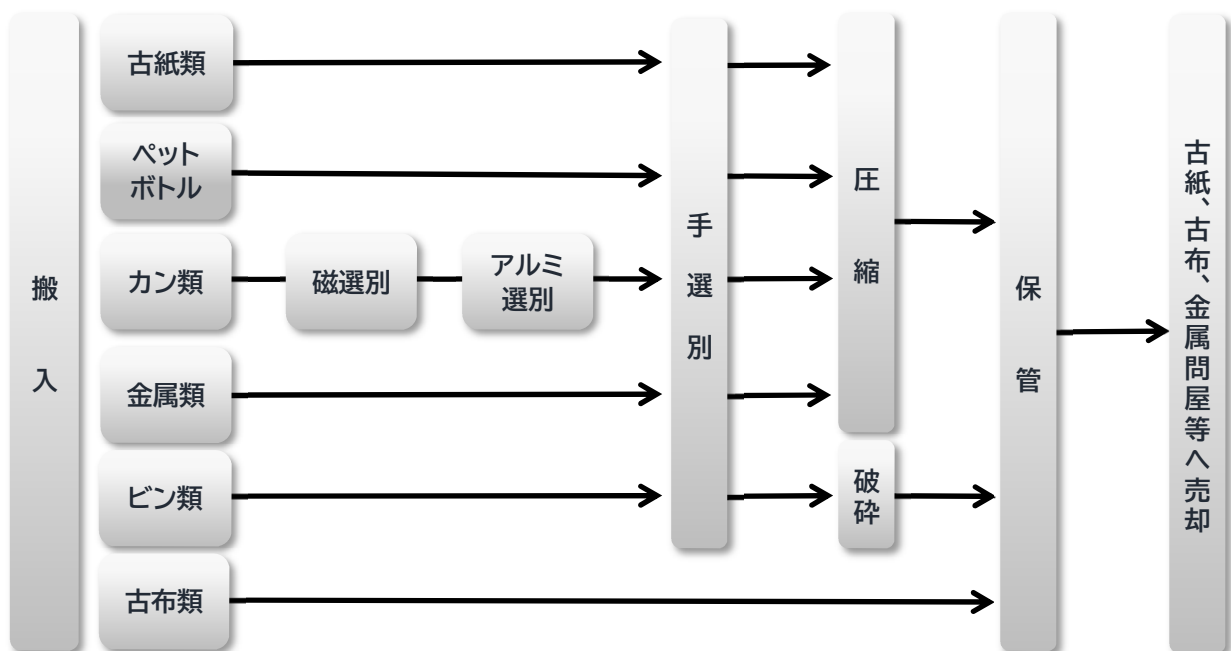 搬入
古紙類
ペット
ボトル
カン類
磁選別
アルミ
選別
金属類
ビン類
古布類
手選別
圧縮
破砕
保管
古紙、古布、金属問屋等へ売却